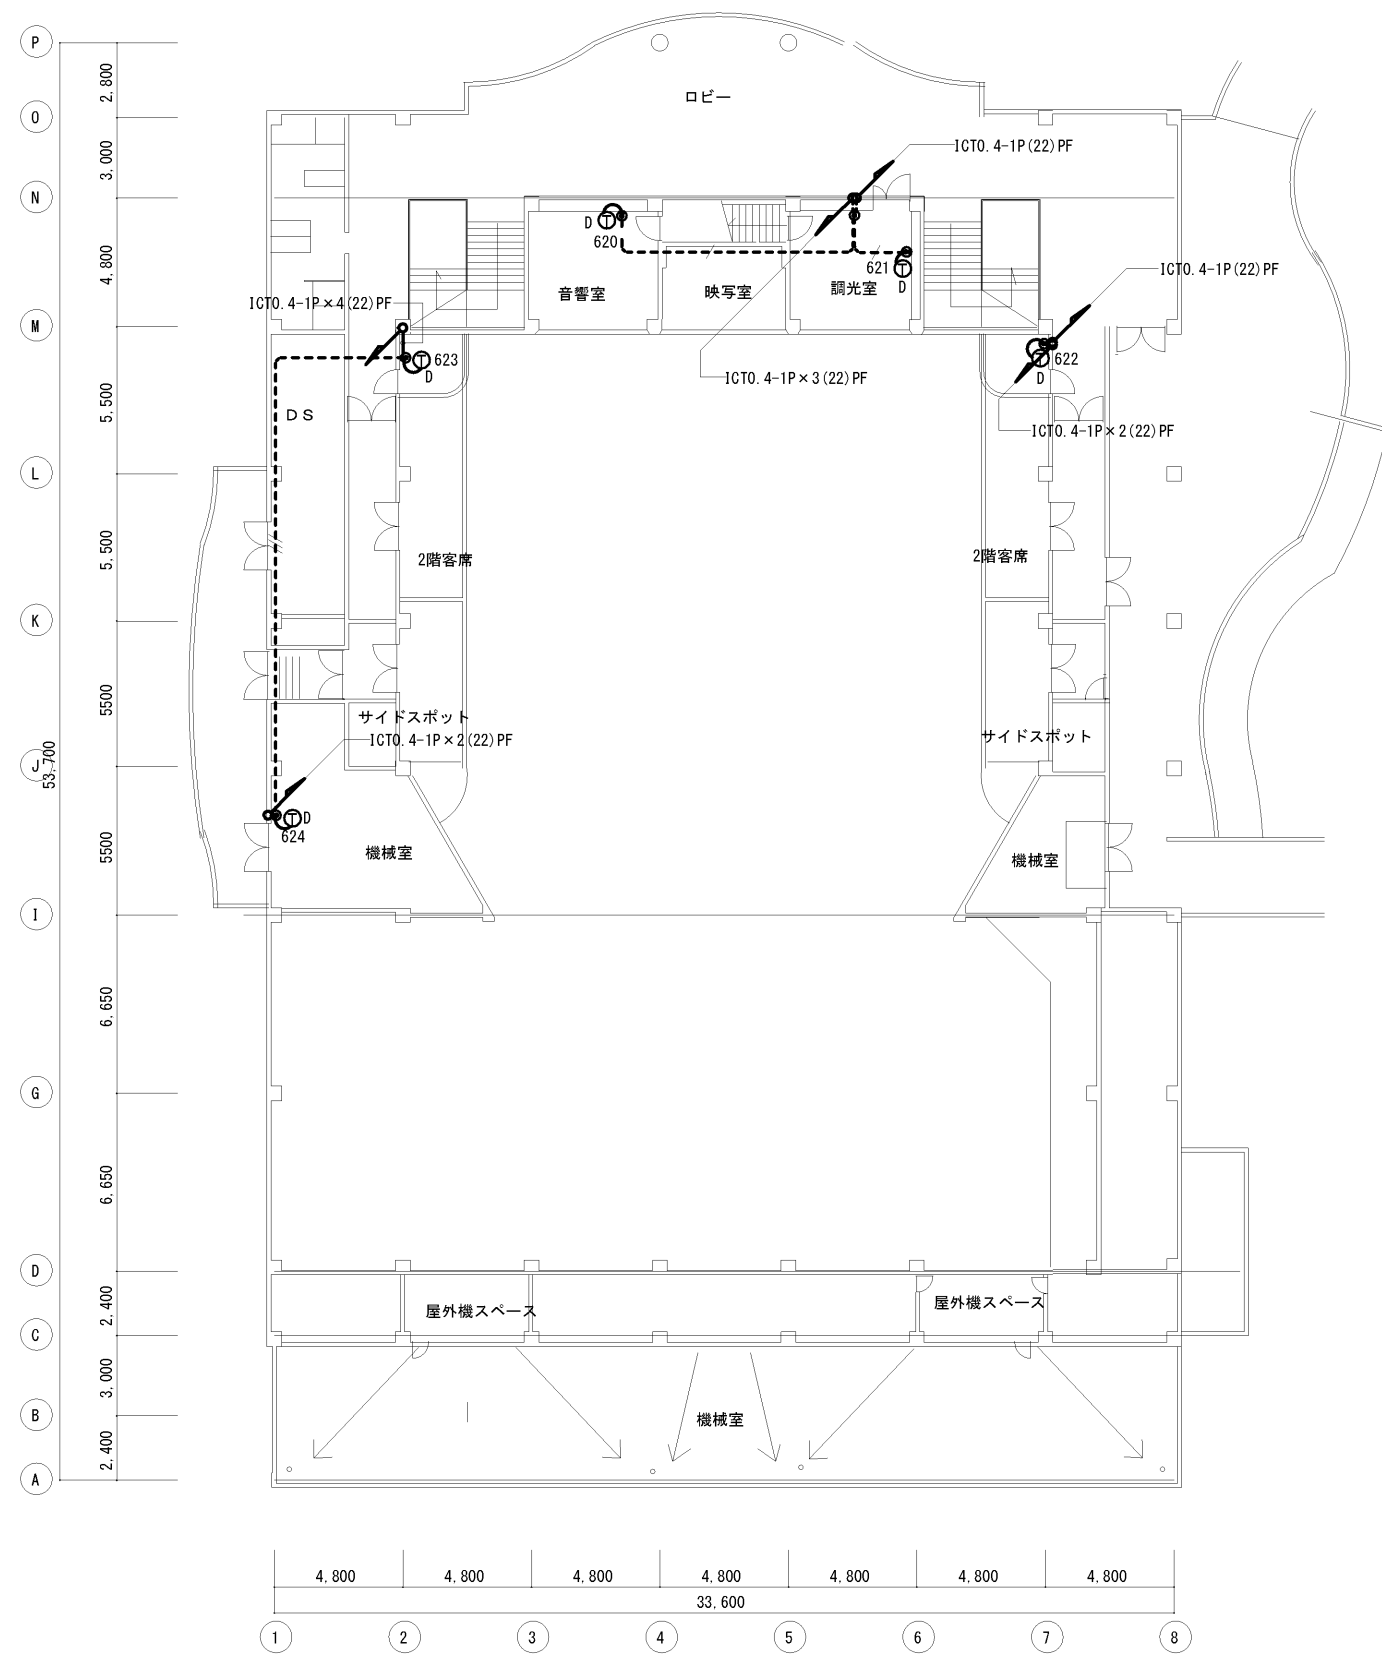 P
2,800
ロビー
O
ICT0.4-1P(22)PF
3,000
N
D
T
620
4,800
621
T
D
ICT0.4-1P(22)PF
音響室
映写室
調光室
ICT0.4-1P×4(22)PF
M
T
623
D
T
622
D
ICT0.4-1P×3(22)PF
5,500
DS
ICT0.4-1P×2(22)PF
L
5,500
2階客席
2階客席
K
5500
サイドスポット
サイドスポット
ICT0.4-1P×2(22)PF
J
53,700
T
D
624
5500
機械室
機械室
I
6,650
G
6,650
D
2,400
屋外機スペース
屋外機スペース
C
3,000
B
機械室
2,400
A
4,800
4,800
4,800
4,800
4,800
4,800
4,800
33,600
1
2
3
4
5
6
7
8